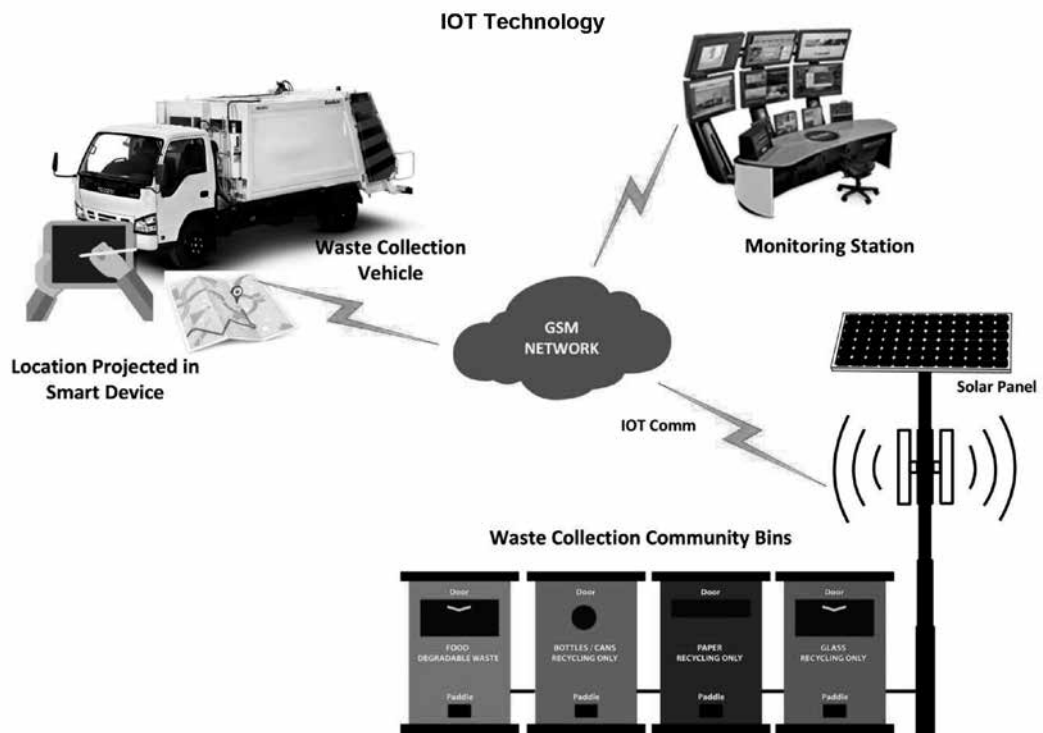 IOT Technology
Waste Collection
Vehicle
Monitoring Station
Location Projected in
Smart Device
GSM
NETWORK
Solar Panel
IOT Comm
Waste Collection Community Bins
Door
FOOD
DEGRADABLE WASTE
Paddle
Door
BOTTLES / CANS
RECYCLING ONLY
Paddle
Door
PAPER
RECYCLING ONLY
Paddle
Door
GLASS
RECYCLING ONLY
Paddle